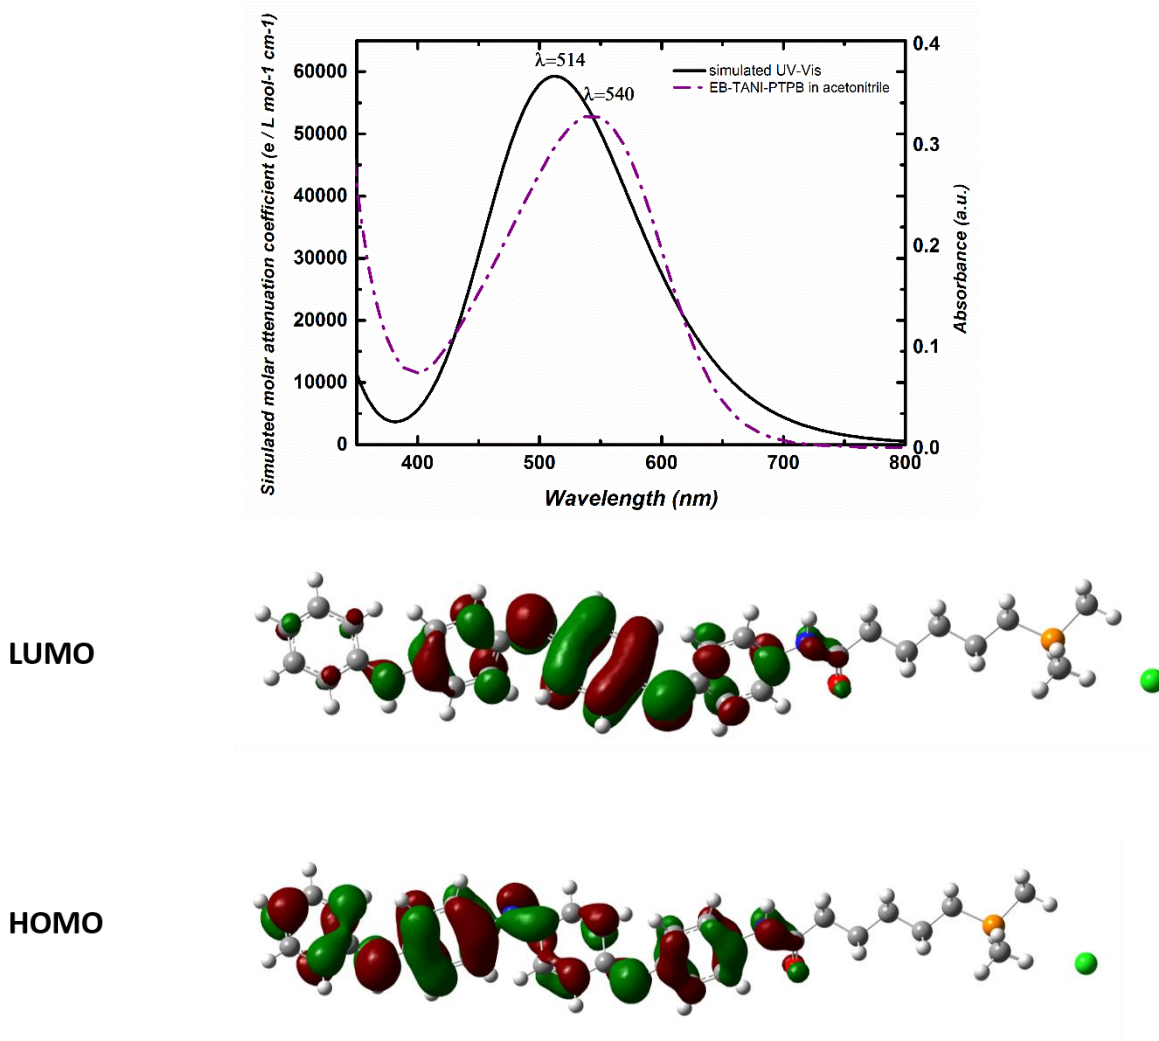 Simulated molar attenuation coefficient (e / L mol-1 cm-1)
60000
50000
40000
30000
20000
10000
0
λ=514
λ=540
simulated UV-Vis
EB-TANI-PTPB in acetonitrile
0.4
0.3
0.2
0.1
0.0
Absorbance (a.u.)
400 500 600 700 800
Wavelength (nm)
LUMO
HOMO